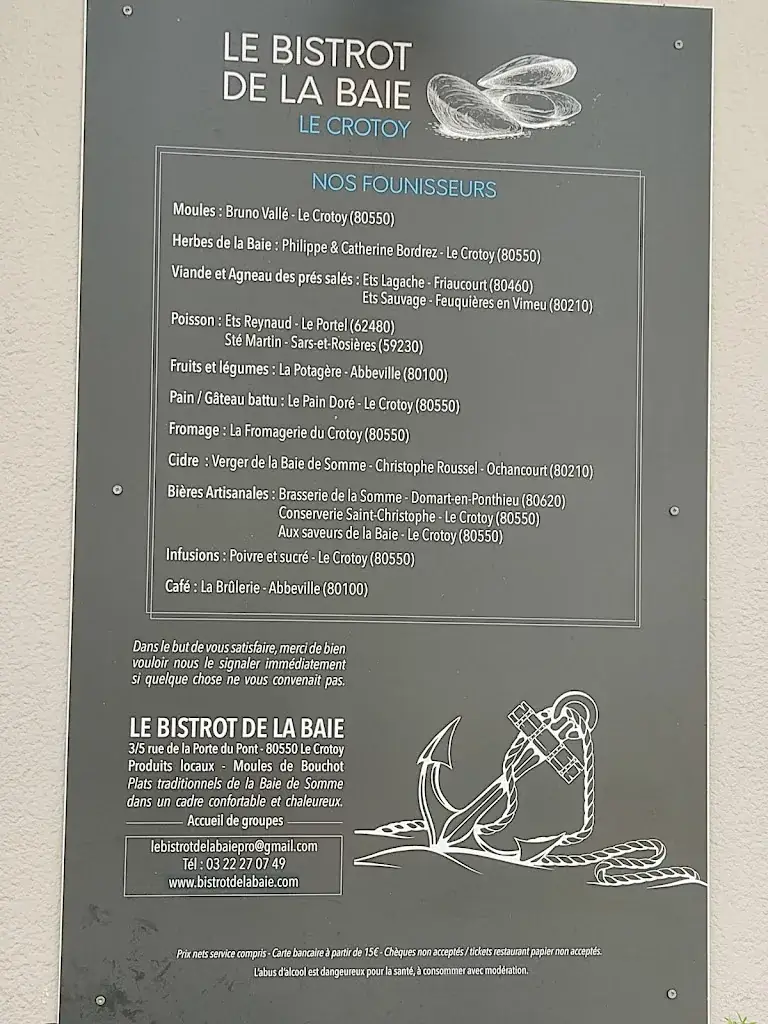 LE BISTROT
DE LA BAIE
LE CROTOY
NOS FOUNISSEURS
Moules : Bruno Vallé - Le Crotoy (80550)
Herbes de la Baie : Philippe & Catherine Bordrez - Le Crotoy (80550)
Viande et Agneau des prés salés : Ets Lagache - Friaucourt (80460)
Ets Sauvage - Feuquières en Vimeu (80210)
Poisson : Ets Reynaud - Le Portel (62480)
Sté Martin - Sars-et-Rosières (59230)
Fruits et légumes : La Potagère - Abbeville (80100)
Pain / Gâteau battu : Le Pain Doré - Le Crotoy (80550)
Fromage : La Fromagerie du Crotoy (80550)
Cidre : Verger de la Baie de Somme - Christophe Roussel - Ochancourt (80210)
Bières Artisanales : Brasserie de la Somme - Domart-en-Ponthieu (80620)
Conserverie Saint-Christophe - Le Crotoy (80550)
Aux saveurs de la Baie - Le Crotoy (80550)
Infusions : Poivre et sucré - Le Crotoy (80550)
Café : La Brûlerie - Abbeville (80100)
Dans le but de vous satisfaire, merci de bien
vouloir nous le signaler immédiatement
si quelque chose ne vous convenait pas.
LE BISTROT DE LA BAIE
3/5 rue de la Porte du Pont - 80550 Le Crotoy
Produits locaux - Moules de Bouchot
Plats traditionnels de la Baie de Somme
dans un cadre confortable et chaleureux.
Accueil de groupes
lebistrotdelabaiepro@gmail.com
Tél : 03 22 27 07 49
www.bistrotdelabaie.com
Prix nets service compris - Carte bancaire à partir de 15€ - Chèques non acceptés / tickets restaurant papier non acceptés.
L'abus d'alcool est dangeureux pour la santé, à consommer avec modération.